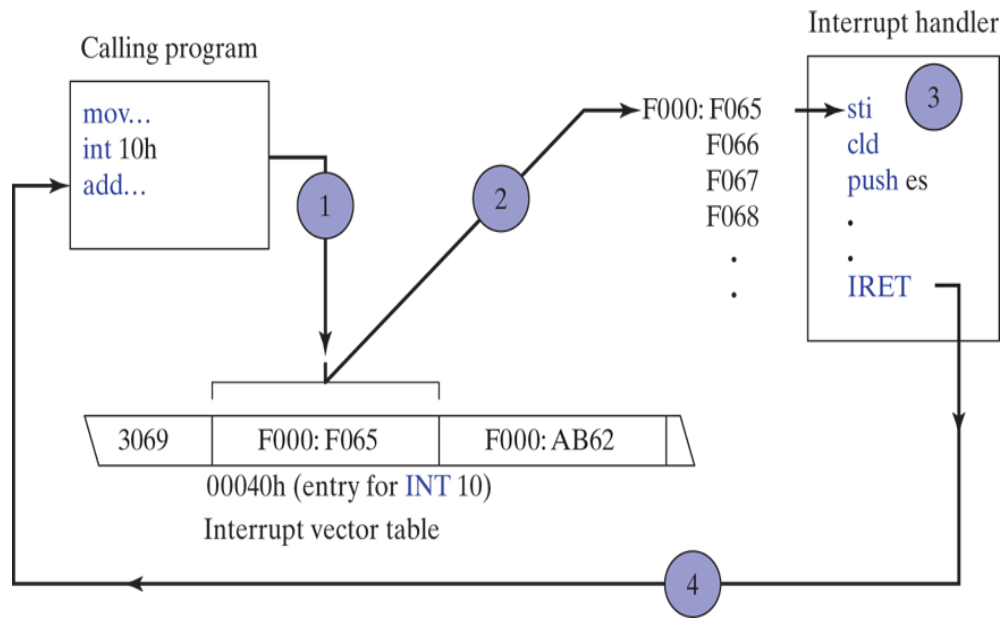 Calling program
mov...
int 10h
add...
1
2
F000: F065
F066
F067
F068
.
.
Interrupt handler
3
sti
cld
push es
.
.
IRET
3069
F000: F065
F000: AB62
00040h (entry for INT 10)
Interrupt vector table
4